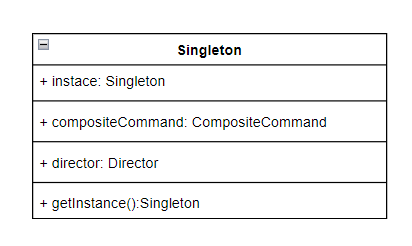 Singleton
+ instace: Singleton
+ compositeCommand: CompositeCommand
+ director: Director
+ getInstance():Singleton